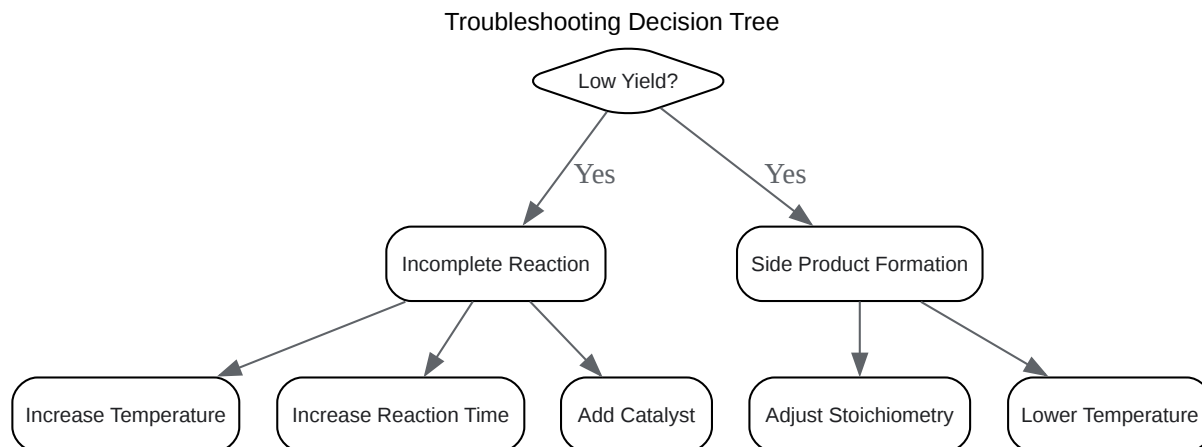 Troubleshooting Decision Tree
Low Yield?
Yes
Yes
Incomplete Reaction
Side Product Formation
Increase Temperature
Increase Reaction Time
Add Catalyst
Adjust Stoichiometry
Lower Temperature